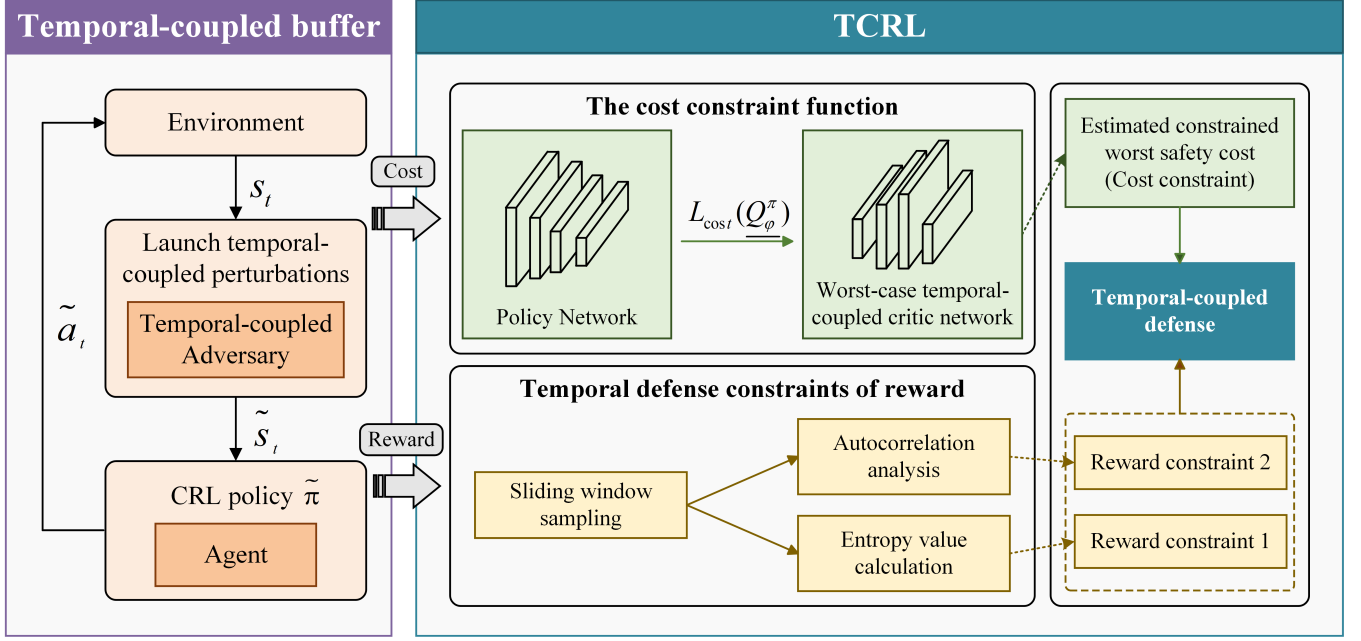 Temporal-coupled buffer
Environment
s_t
Launch temporal-
coupled perturbations
Temporal-coupled
Adversary
ã_t
s̃_t
CRL policy π̃
Agent
Cost
Reward
TCRL
The cost constraint function
Policy Network
L_cost(Q^π_φ)
Worst-case temporal-
coupled critic network
Temporal defense constraints of reward
Sliding window
sampling
Autocorrelation
analysis
Entropy value
calculation
Estimated constrained
worst safety cost
(Cost constraint)
Temporal-coupled
defense
Reward constraint 2
Reward constraint 1